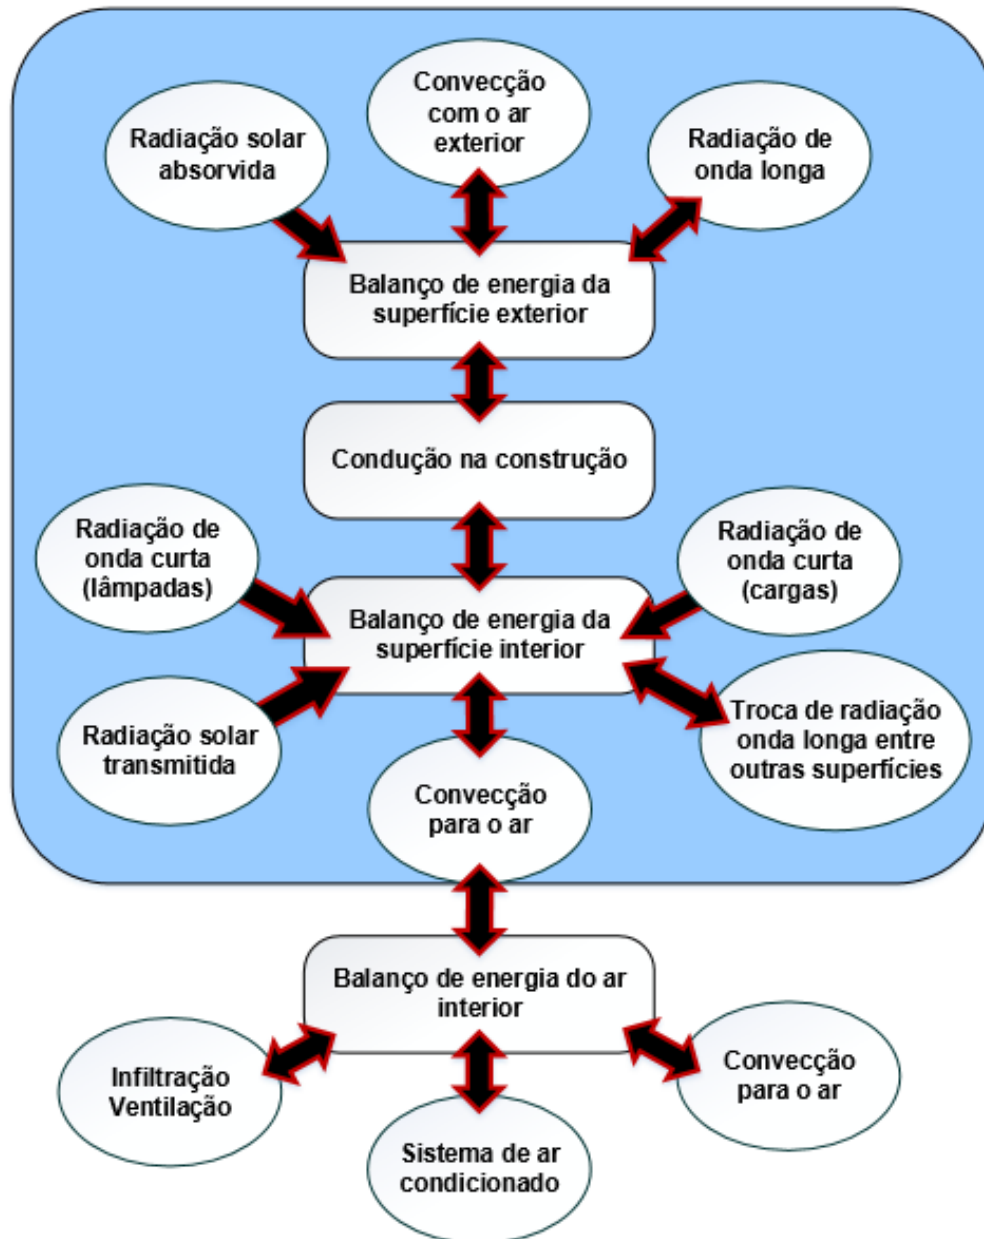 Convecção
com o ar
exterior
Radiação solar
absorvida
Radiação de
onda longa
Balanço de energia da
superfície exterior
Condução na construção
Radiação de
onda curta
(lâmpadas)
Radiação de
onda curta
(cargas)
Balanço de energia da
superfície interior
Radiação solar
transmitida
Troca de radiação
onda longa entre
outras superfícies
Convecção
para o ar
Balanço de energia do ar
interior
Infiltração
Ventilação
Convecção
para o ar
Sistema de ar
condicionado